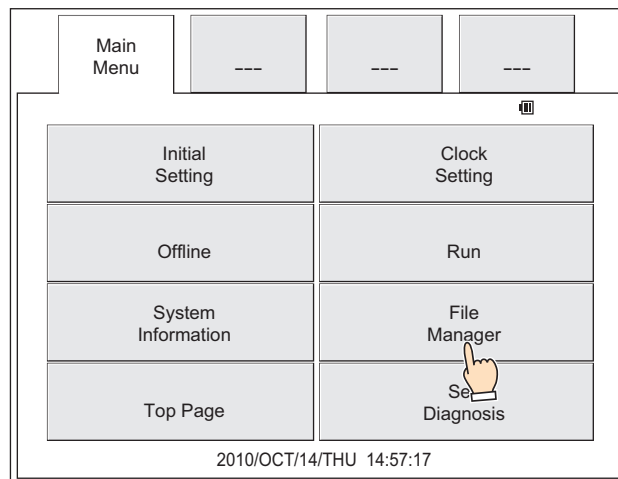 Main
Menu
---
---
---
Initial
Setting
Clock
Setting
Offline
Run
System
Information
File
Manager
Top Page
Se
Diagnosis
2010/OCT/14/THU 14:57:17